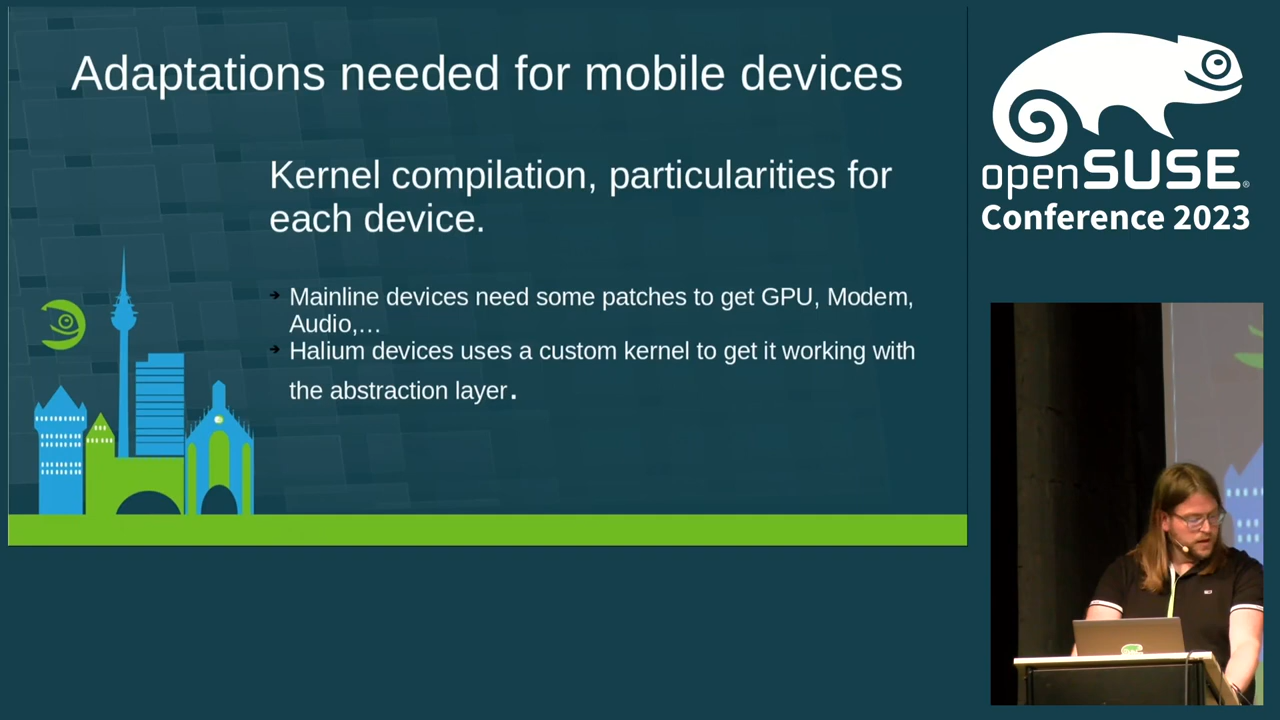 Adaptations needed for mobile devices
Kernel compilation, particularities for
each device.
Mainline devices need some patches to get GPU, Modem,
Audio,...
Halium devices uses a custom kernel to get it working with
the abstraction layer.
openSUSE®
Conference 2023